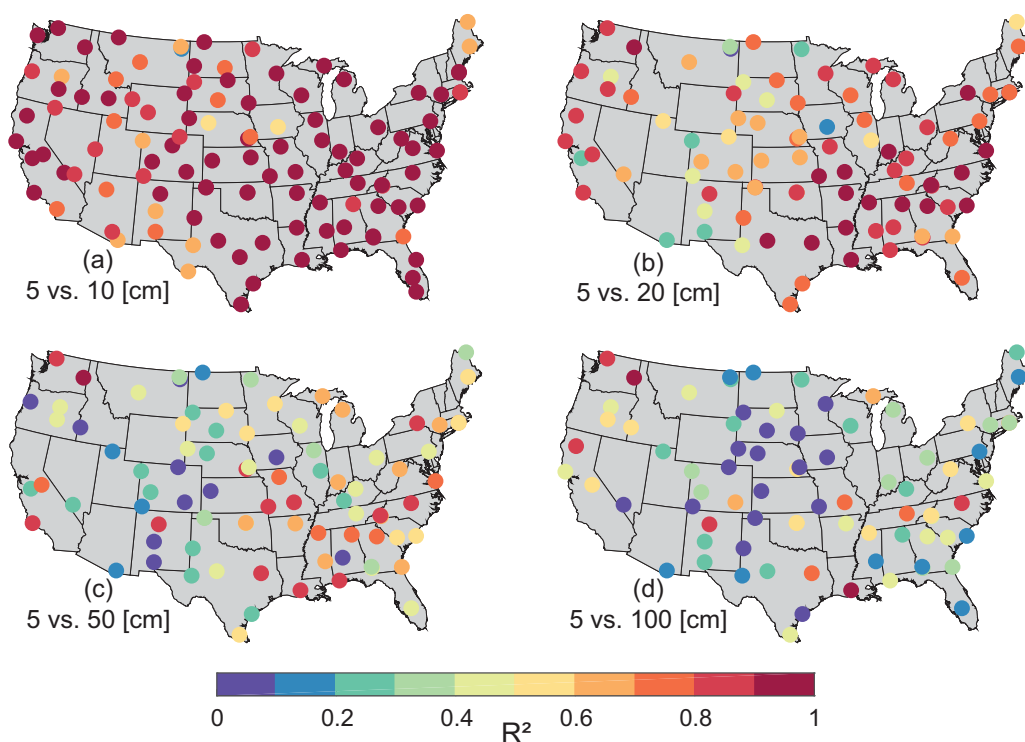 (a)
5 vs. 10 [cm]
(b)
5 vs. 20 [cm]
(c)
5 vs. 50 [cm]
(d)
5 vs. 100 [cm]
0 0.2 0.4 0.6 0.8 1
R²